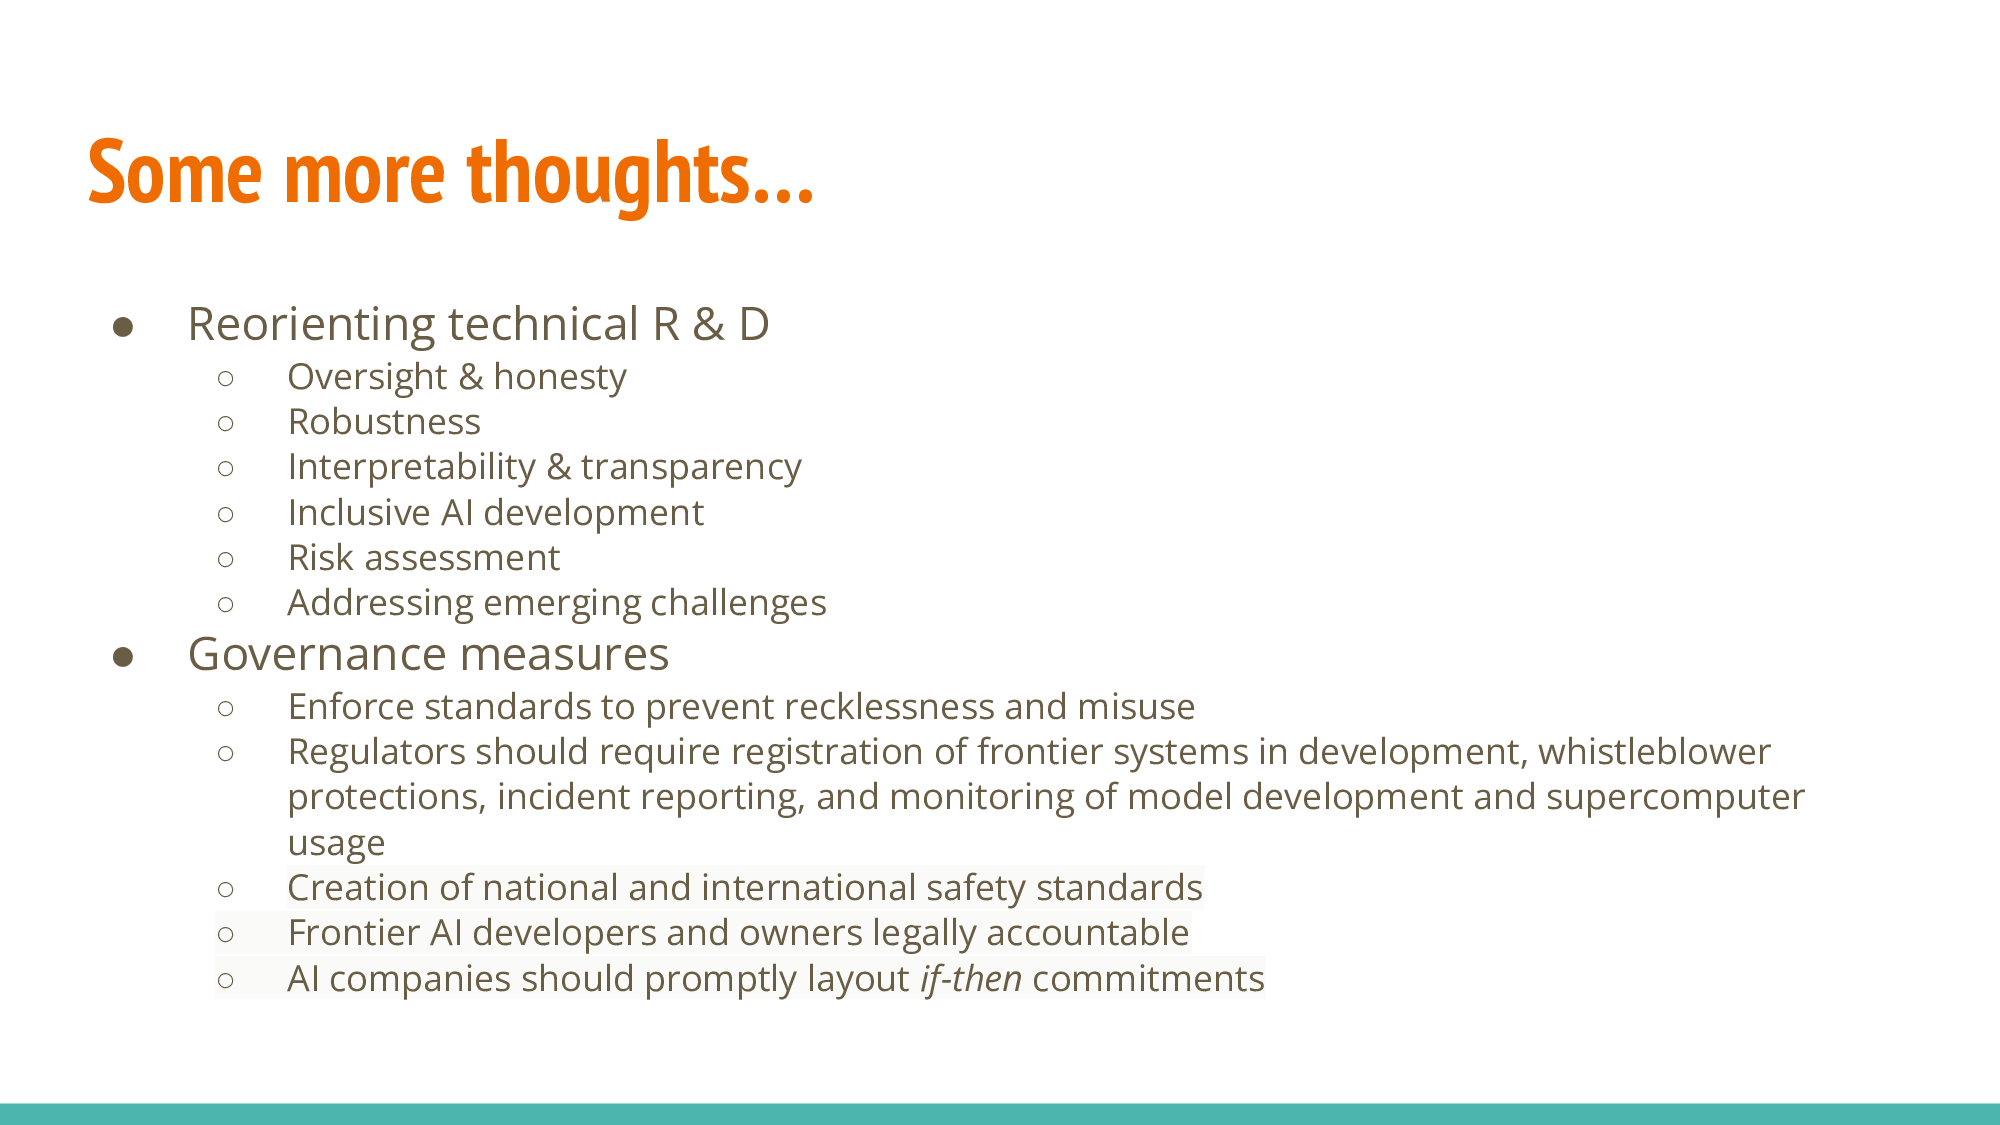 Some more thoughts...
● Reorienting technical R & D
○ Oversight & honesty
○ Robustness
○ Interpretability & transparency
○ Inclusive AI development
○ Risk assessment
○ Addressing emerging challenges
● Governance measures
○ Enforce standards to prevent recklessness and misuse
○ Regulators should require registration of frontier systems in development, whistleblower
protections, incident reporting, and monitoring of model development and supercomputer
usage
○ Creation of national and international safety standards
○ Frontier AI developers and owners legally accountable
○ AI companies should promptly layout if-then commitments